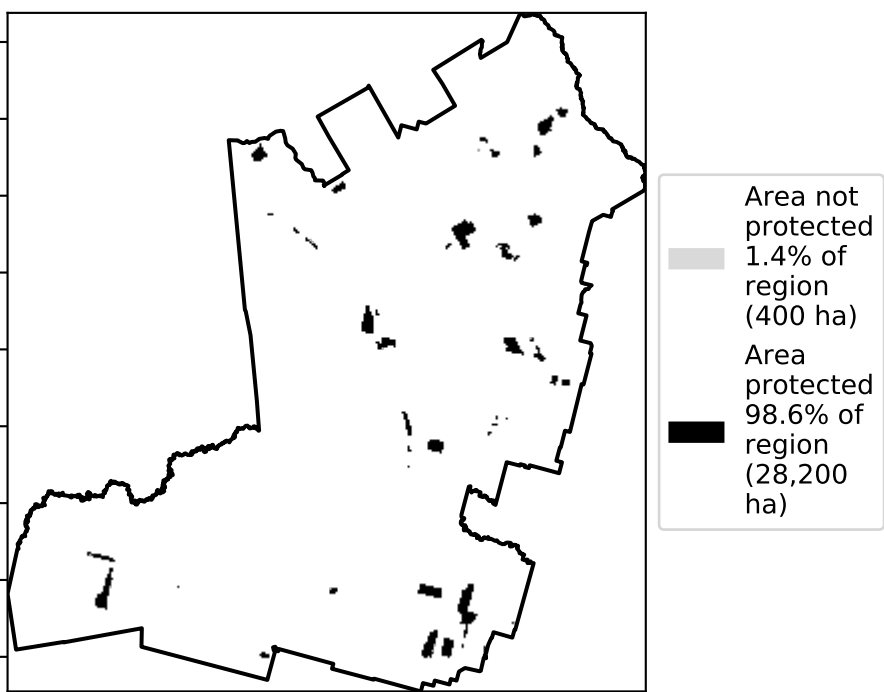 Area not
protected
1.4% of
region
(400 ha)
Area
protected
98.6% of
region
(28,200
ha)